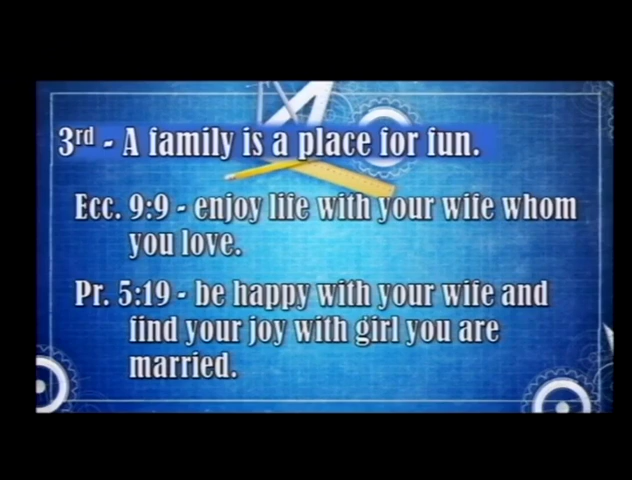 3rd - A family is a place for fun.
Ecc. 9:9 - enjoy life with your wife whom
you love.
Pr. 5:19 - be happy with your wife and
find your joy with girl you are
married.